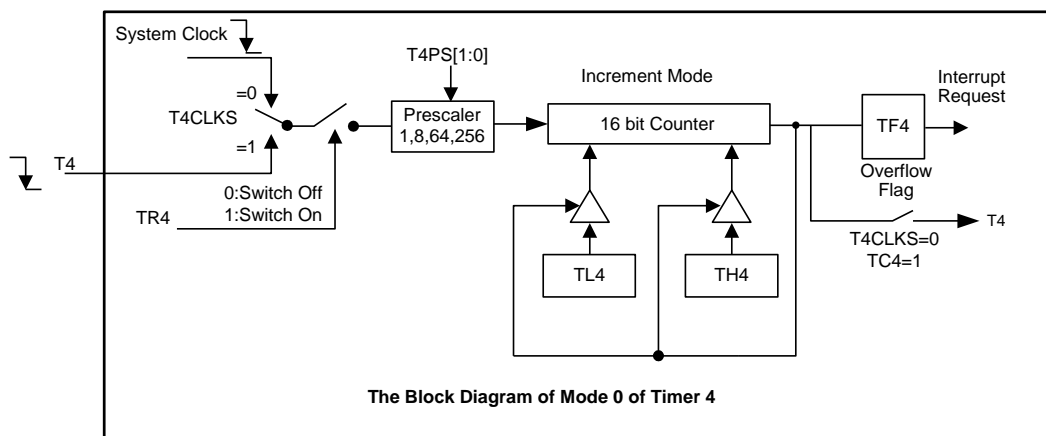 System Clock
T4PS[1:0]
Increment Mode
Interrupt
Request
=0
T4CLKS
=1
Prescaler
1,8,64,256
16 bit Counter
TF4
Overflow
Flag
T4
0:Switch Off
1:Switch On
TR4
T4
T4CLKS=0
TC4=1
TL4
TH4
The Block Diagram of Mode 0 of Timer 4